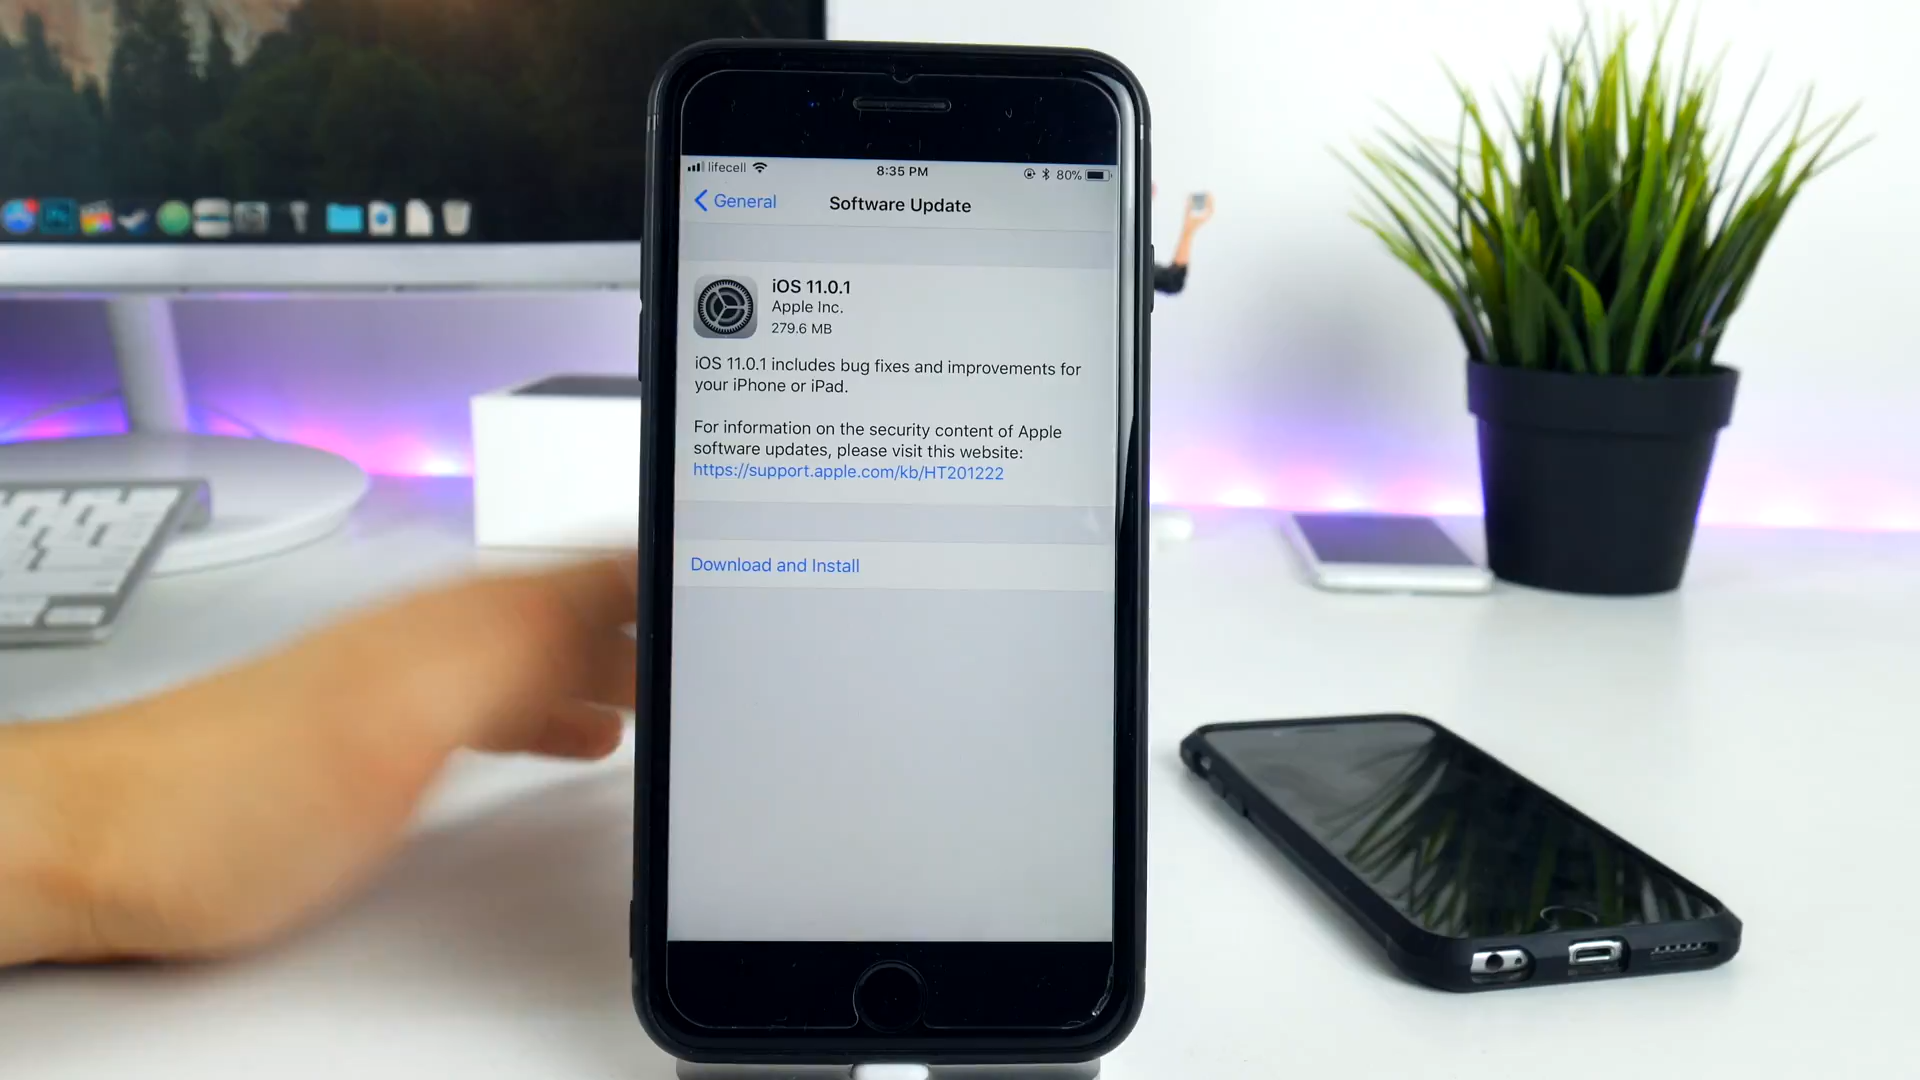 lifecell
8:35 PM
80%
General
Software Update
iOS 11.0.1
Apple Inc.
279.6 MB
iOS 11.0.1 includes bug fixes and improvements for
your iPhone or iPad.
For information on the security content of Apple
software updates, please visit this website:
https://support.apple.com/kb/HT201222
Download and Install